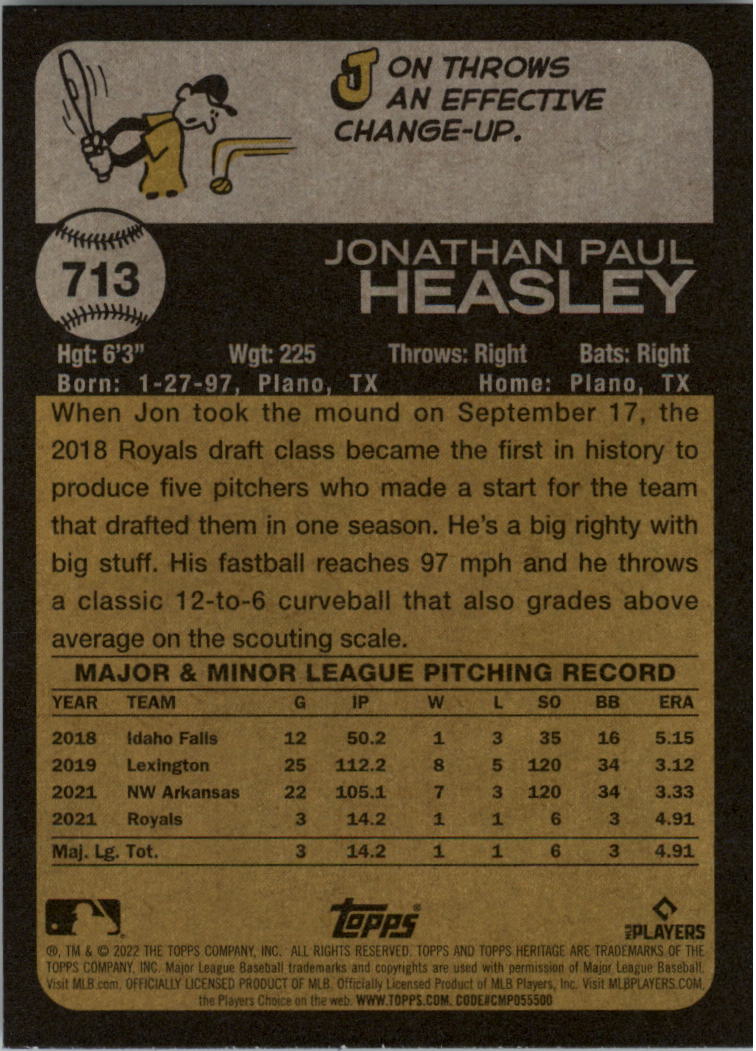 JON THROWS
AN EFFECTIVE
CHANGE-UP.
713
JONATHAN PAUL
HEASLEY
Hgt: 6'3" Wgt: 225 Throws: Right Bats: Right
Born: 1-27-97, Plano, TX Home: Plano, TX
When Jon took the mound on September 17, the
2018 Royals draft class became the first in history to
produce five pitchers who made a start for the team
that drafted them in one season. He's a big righty with
big stuff. His fastball reaches 97 mph and he throws
a classic 12-to-6 curveball that also grades above
average on the scouting scale.
MAJOR & MINOR LEAGUE PITCHING RECORD
YEAR TEAM G IP W L SO BB ERA
2018 Idaho Falls 12 50.2 1 3 35 16 5.15
2019 Lexington 25 112.2 8 5 120 34 3.12
2021 NW Arkansas 22 105.1 7 3 120 34 3.33
2021 Royals 3 14.2 1 1 6 3 4.91
Maj. Lg. Tot. 3 14.2 1 1 6 3 4.91
Topps® MLB PLAYERS
®, TM & © 2022 THE TOPPS COMPANY, INC. ALL RIGHTS RESERVED. TOPPS AND TOPPS HERITAGE ARE TRADEMARKS OF THE
TOPPS COMPANY, INC. Major League Baseball trademarks and copyrights are used with permission of Major League Baseball.
Visit MLB.com. OFFICIALLY LICENSED PRODUCT OF MLB. Officially Licensed Product of MLB Players, Inc. Visit MLBPLAYERS.COM,
the Players Choice on the web. WWW.TOPPS.COM. CODE#CMP055500